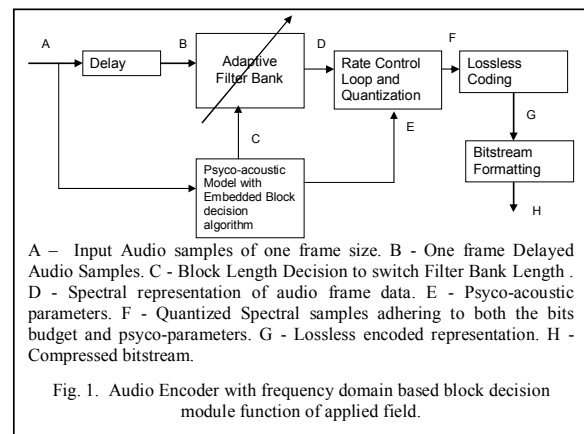 A
B
D
F
Delay
Adaptive
Filter Bank
Rate Control
Loop and
Quantization
Lossless
Coding
C
E
G
Psyco-acoustic
Model with
Embedded Block
decision
algorithm
Bitstream
Formatting
H
A – Input Audio samples of one frame size. B - One frame Delayed
Audio Samples. C - Block Length Decision to switch Filter Bank Length .
D - Spectral representation of audio frame data. E - Psyco-acoustic
parameters. F - Quantized Spectral samples adhering to both the bits
budget and psyco-parameters. G - Lossless encoded representation. H -
Compressed bitstream.
Fig. 1. Audio Encoder with frequency domain based block decision
module function of applied field.